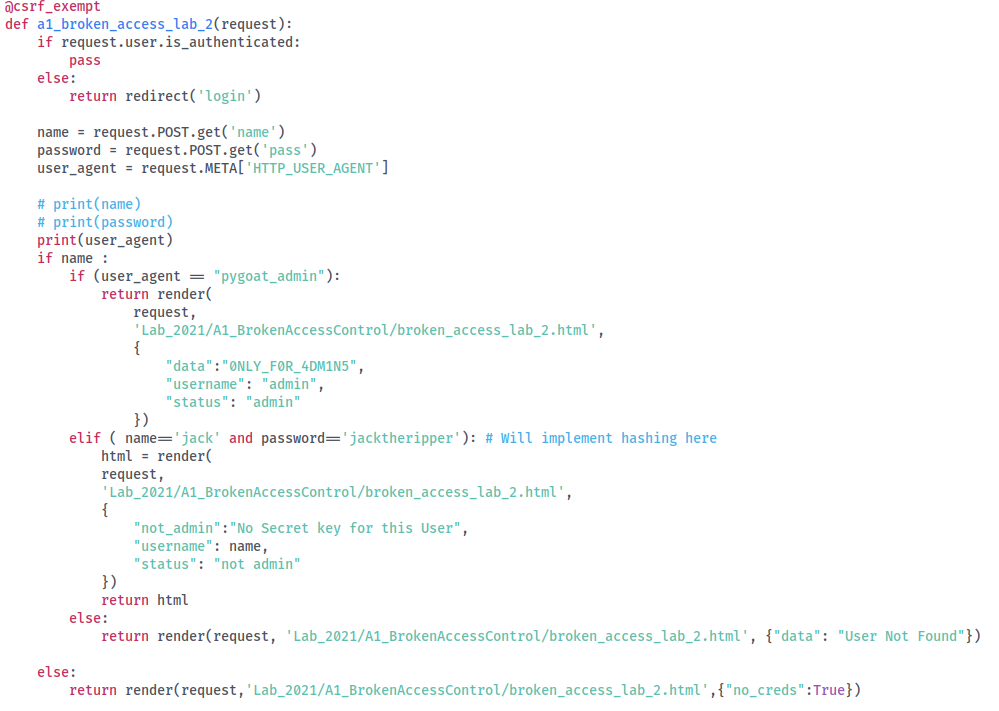 @csrf_exempt
def a1_broken_access_lab_2(request):
    if request.user.is_authenticated:
        pass
    else:
        return redirect('login')

    name = request.POST.get('name')
    password = request.POST.get('pass')
    user_agent = request.META['HTTP_USER_AGENT']

    # print(name)
    # print(password)
    print(user_agent)
    if name :
        if (user_agent == "pygoat_admin"):
            return render(
                request,
                'Lab_2021/A1_BrokenAccessControl/broken_access_lab_2.html',
                {
                    "data":"0NLY_F0R_4DM1N5",
                    "username": "admin",
                    "status": "admin"
                })
        elif ( name=='jack' and password=='jacktheripper'): # Will implement hashing here
            html = render(
            request,
            'Lab_2021/A1_BrokenAccessControl/broken_access_lab_2.html',
            {
                "not_admin":"No Secret key for this User",
                "username": name,
                "status": "not admin"
            })
            return html
        else:
            return render(request, 'Lab_2021/A1_BrokenAccessControl/broken_access_lab_2.html', {"data": "User Not Found"})

    else:
        return render(request,'Lab_2021/A1_BrokenAccessControl/broken_access_lab_2.html',{"no_creds":True})